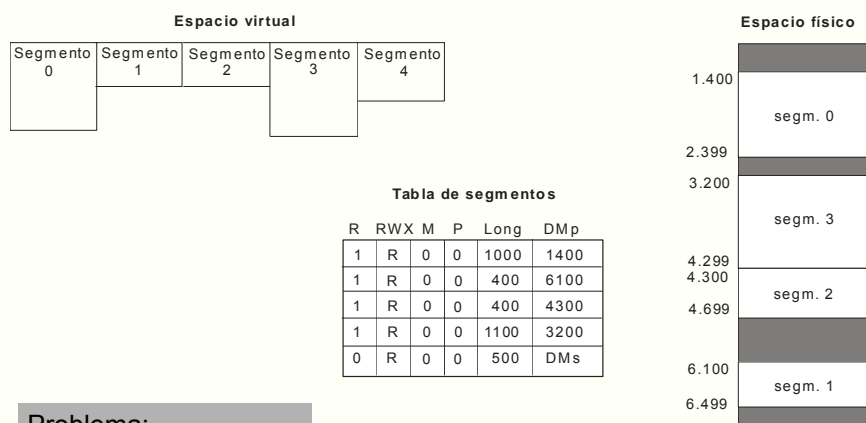 Espacio virtual
Segmento 0
Segmento 1
Segmento 2
Segmento 3
Segmento 4
Tabla de segmentos
R RWX M P Long DMp
1 R 0 0 1000 1400
1 R 0 0 400 6100
1 R 0 0 400 4300
1 R 0 0 1100 3200
0 R 0 0 500 DMs
Problema:
Espacio físico
1.400
segm. 0
2.399
3.200
segm. 3
4.299
4.300
segm. 2
4.699
6.100
segm. 1
6.499